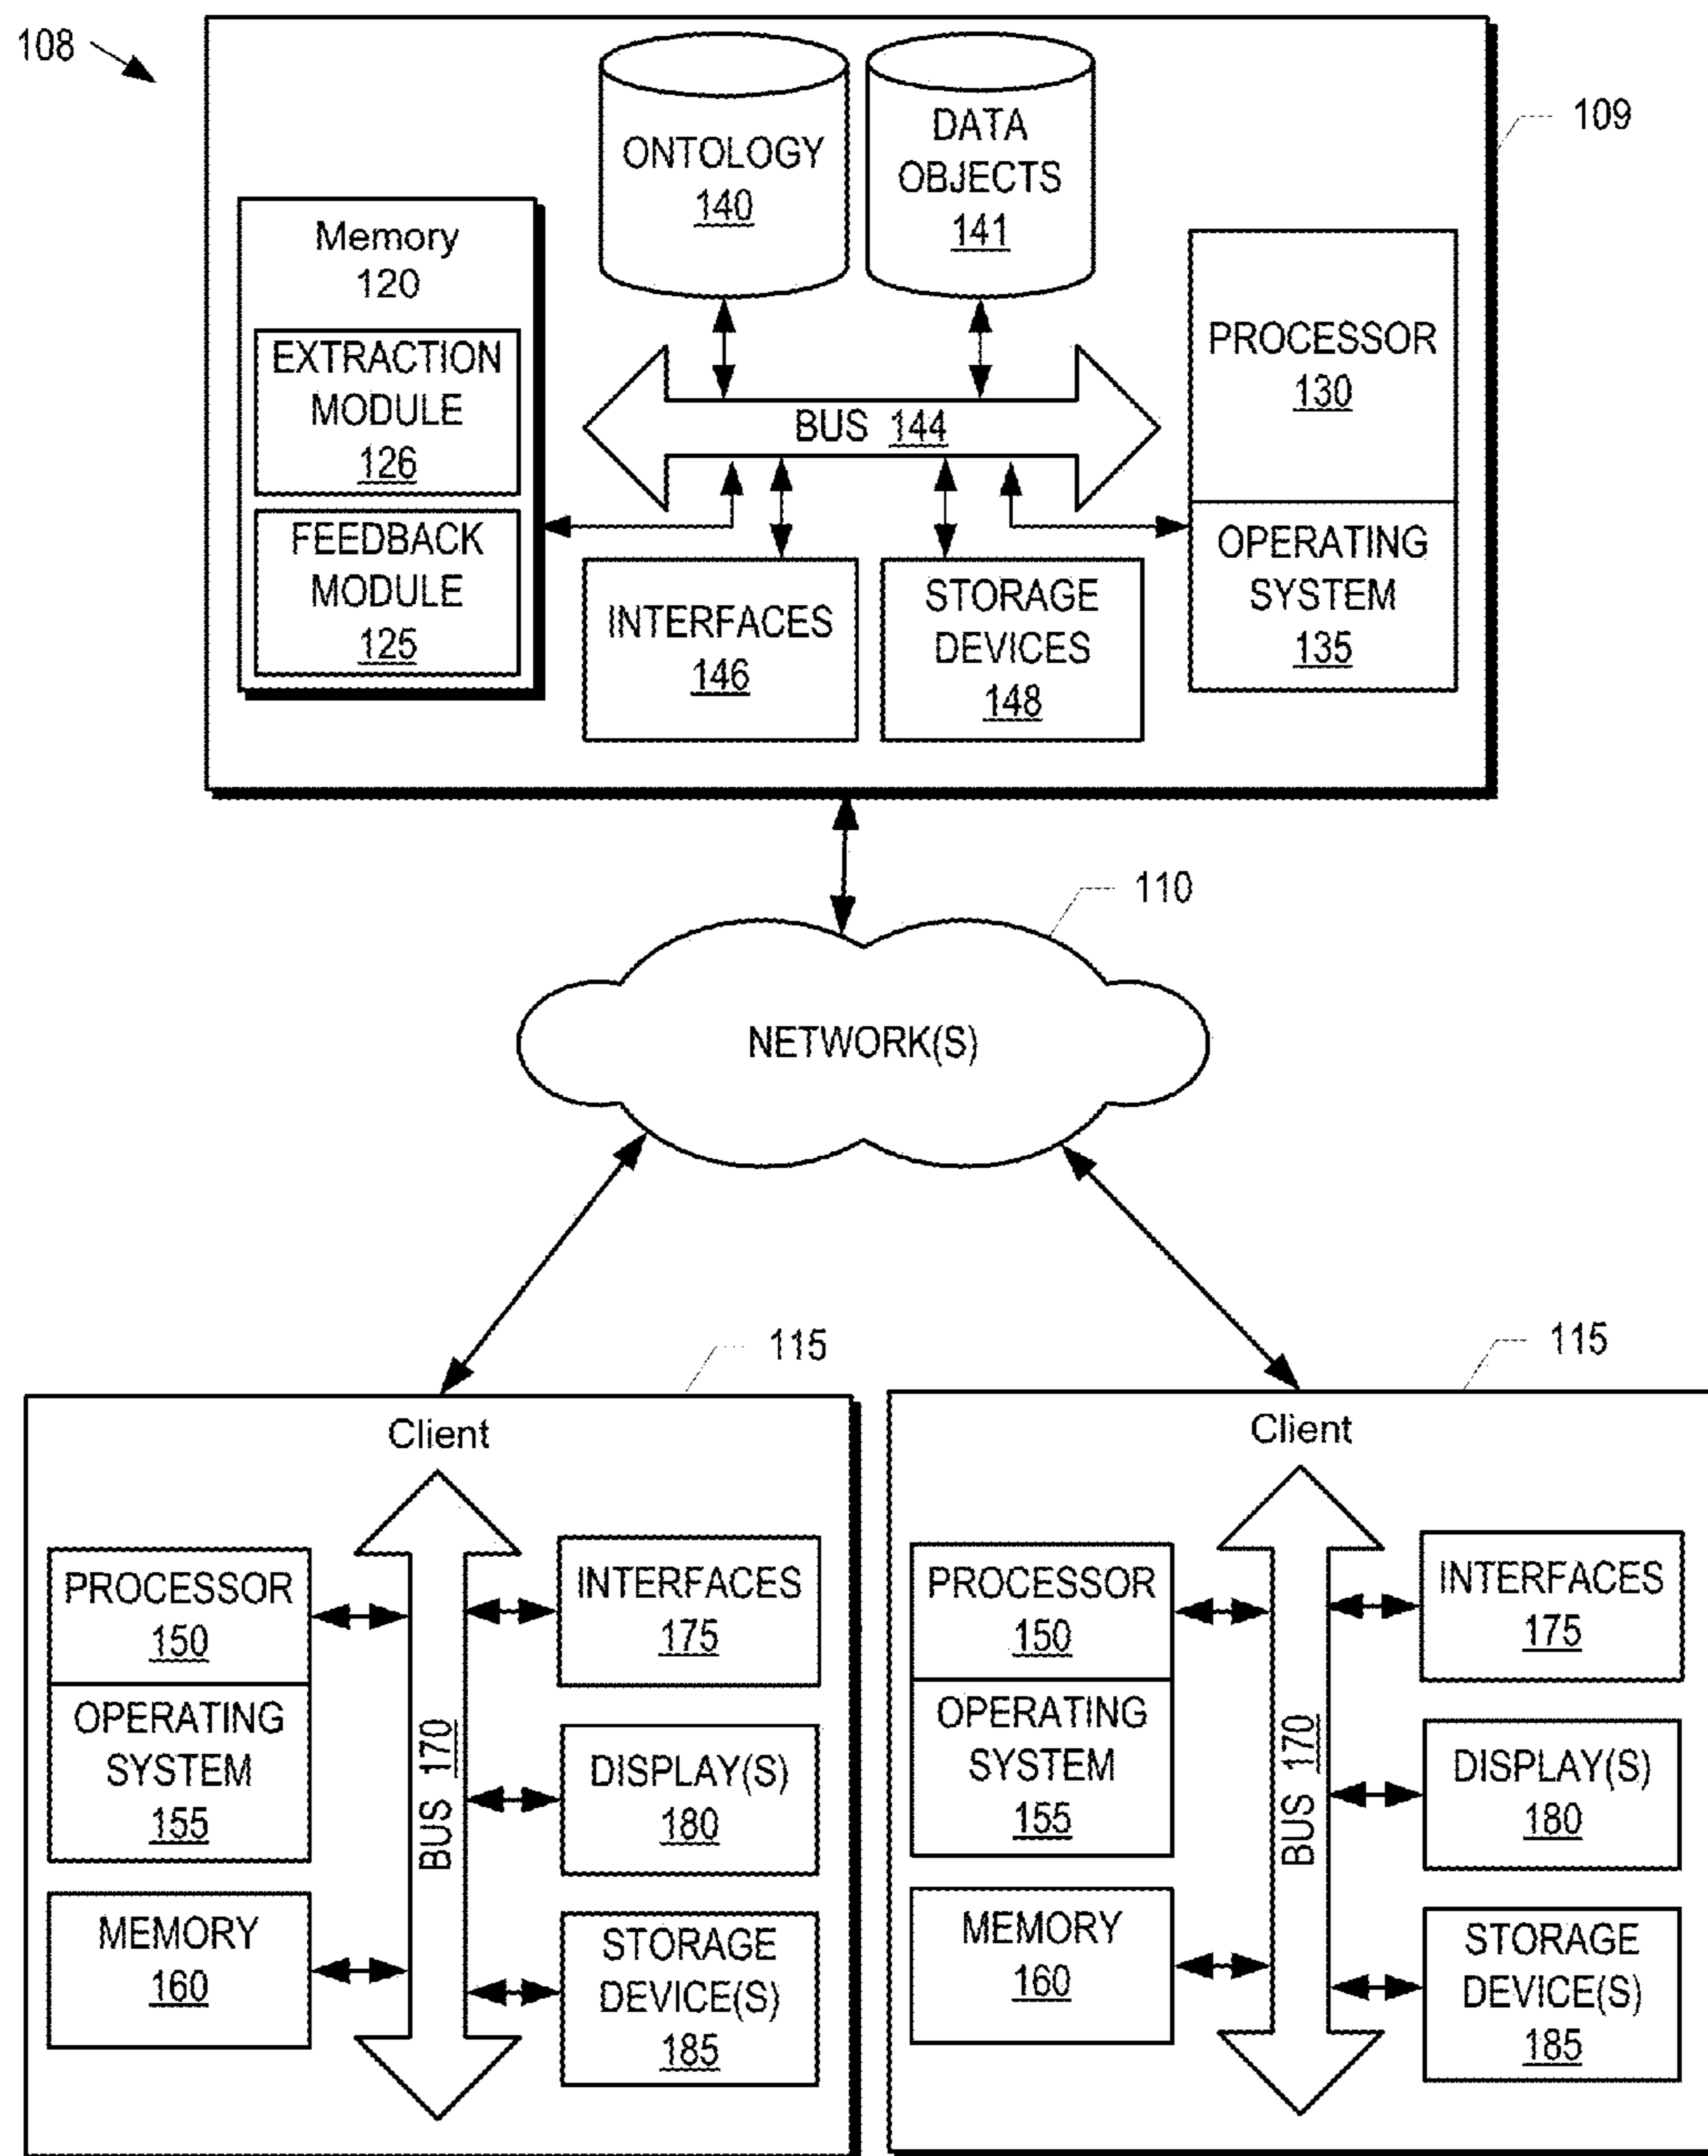 108
109
ONTOLOGY
140
DATA
OBJECTS
141
Memory
120
EXTRACTION
MODULE
126
FEEDBACK
MODULE
125
BUS 144
PROCESSOR
130
OPERATING
SYSTEM
135
INTERFACES
146
STORAGE
DEVICES
148
110
NETWORK(S)
115
Client
PROCESSOR
150
OPERATING
SYSTEM
155
MEMORY
160
BUS 170
INTERFACES
175
DISPLAY(S)
180
STORAGE
DEVICE(S)
185
115
Client
PROCESSOR
150
OPERATING
SYSTEM
155
MEMORY
160
BUS 170
INTERFACES
175
DISPLAY(S)
180
STORAGE
DEVICE(S)
185